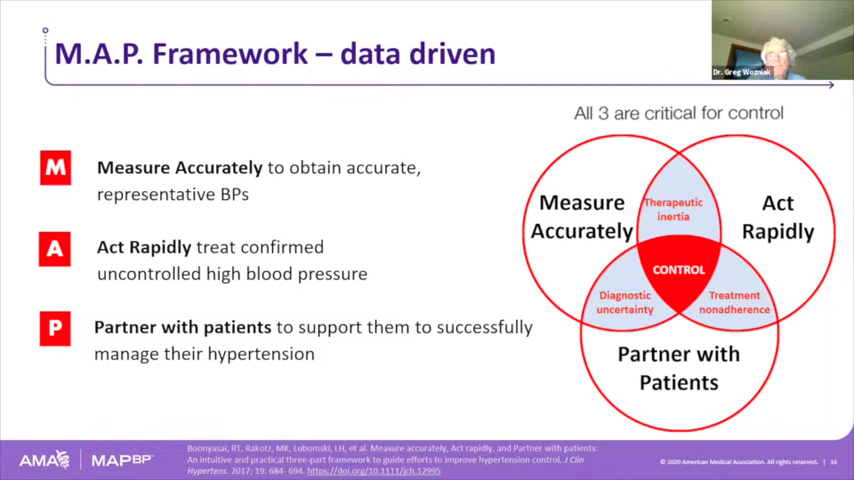 M.A.P. Framework – data driven
Dr. Greg Wozniak
All 3 are critical for control
M
Measure Accurately to obtain accurate,
representative BPs
A
Act Rapidly treat confirmed
uncontrolled high blood pressure
P
Partner with patients to support them to successfully
manage their hypertension
Measure
Accurately
Therapeutic
inertia
Act
Rapidly
CONTROL
Diagnostic
uncertainty
Treatment
nonadherence
Partner with
Patients
AMA
MAP BP™
Boonyasai, RT, Rakotz, MK, Lubomski, LH, et al. Measure accurately, Act rapidly, and Partner with patients:
An intuitive and practical three-part framework to guide efforts to improve hypertension control. J Clin
Hypertens. 2017; 19: 684- 694. https://doi.org/10.1111/jch.12995
© 2020 American Medical Association. All rights reserved. | 16